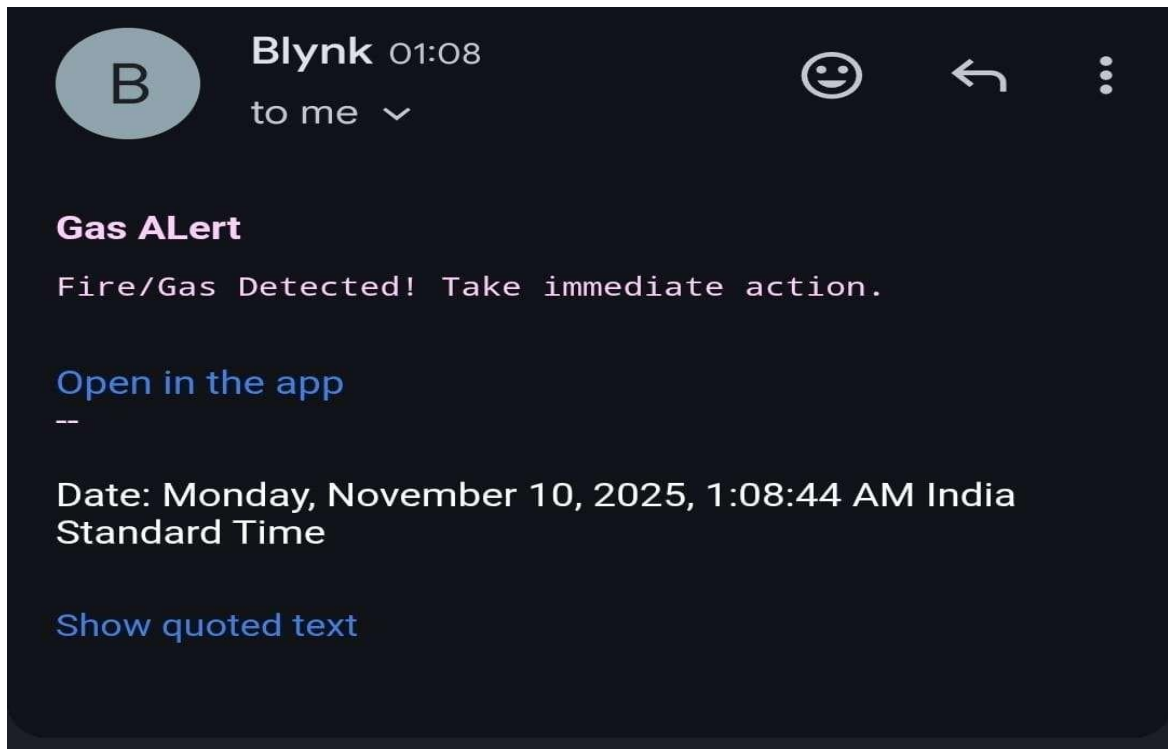 B
Blynk 01:08
to me
Gas ALert
Fire/Gas Detected! Take immediate action.
Open in the app
--
Date: Monday, November 10, 2025, 1:08:44 AM India
Standard Time
Show quoted text